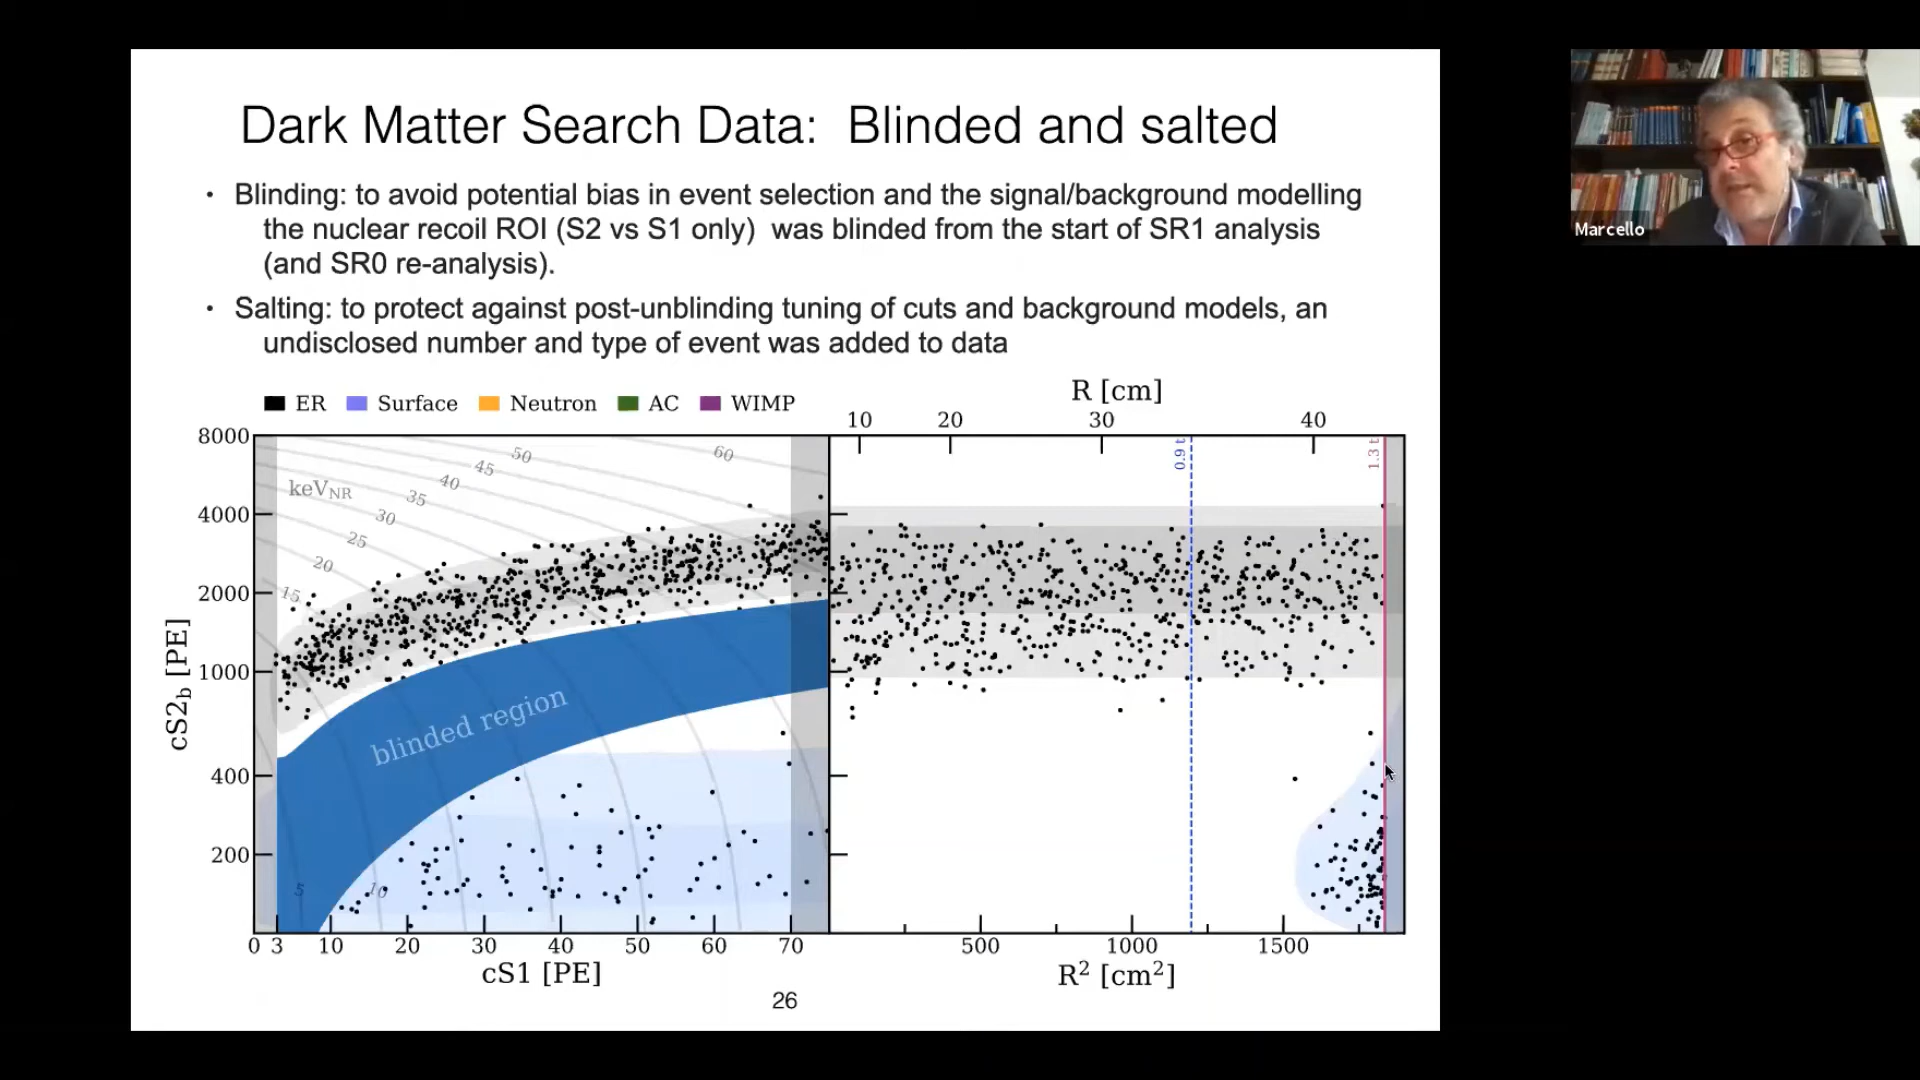 Dark Matter Search Data: Blinded and salted
• Blinding: to avoid potential bias in event selection and the signal/background modelling
the nuclear recoil ROI (S2 vs S1 only) was blinded from the start of SR1 analysis
(and SR0 re-analysis).
• Salting: to protect against post-unblinding tuning of cuts and background models, an
undisclosed number and type of event was added to data
Marcello
ER Surface Neutron AC WIMP
R [cm]
10 20 30 40
8000
4000
2000
1000
400
200
cS2b [PE]
keVNR
5
10
15
20
25
30
35
40
45
50
60
blinded region
0.9 t
1.3 t
0 3 10 20 30 40 50 60 70
cS1 [PE]
500 1000 1500
R² [cm²]
26